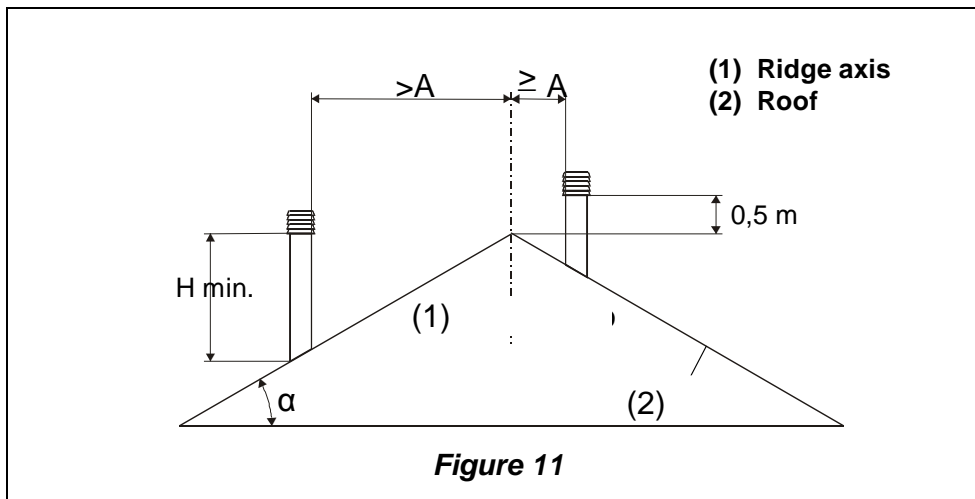 >A
≥ A
(1) Ridge axis
(2) Roof
0,5 m
H min.
(1)
α
(2)
Figure 11